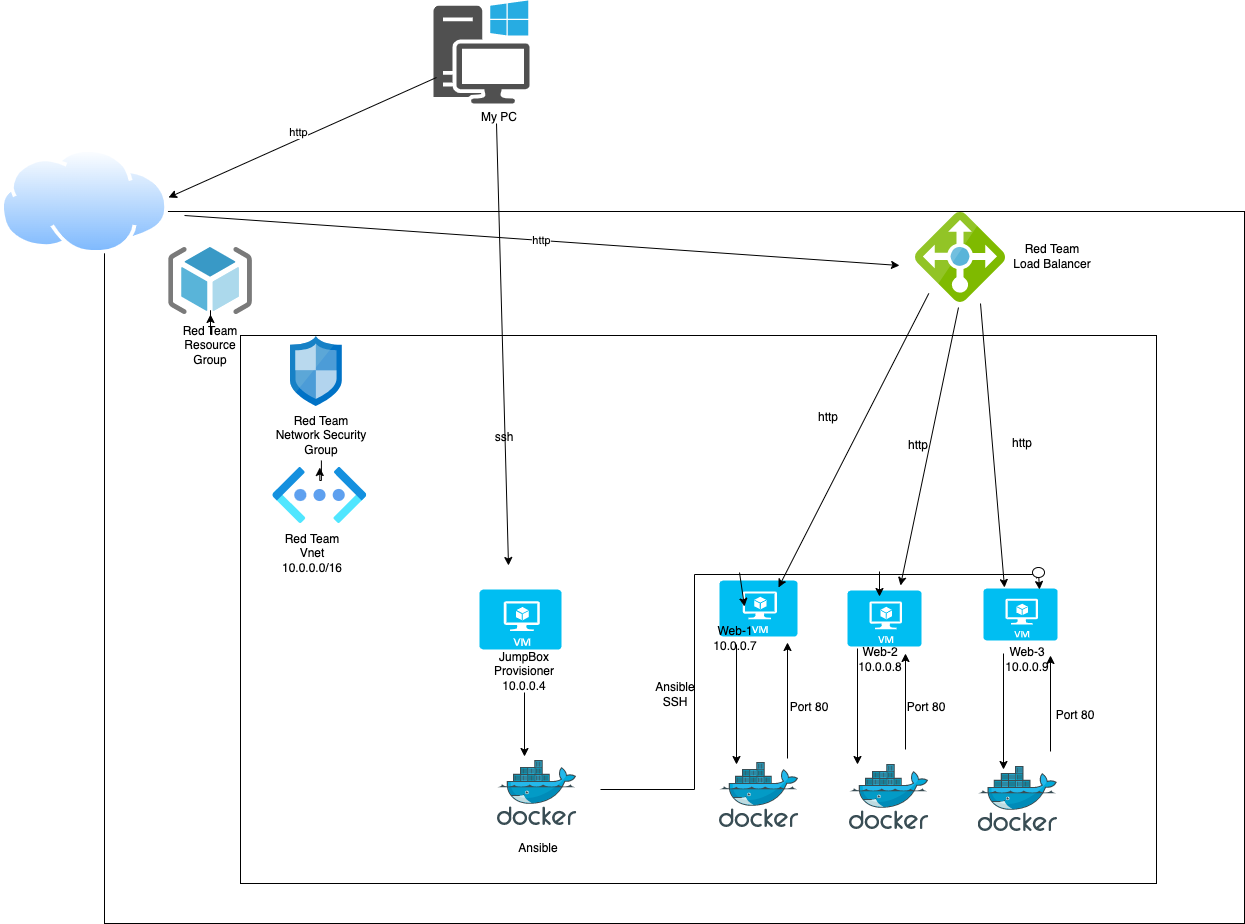 My PC
http
http
Red Team
Load Balancer
Red Team
Resource
Group
Red Team
Network Security
Group
Red Team
Vnet
10.0.0.0/16
ssh
http
http
http
VM
JumpBox
Provisioner
10.0.0.4
VM
Web-1
10.0.0.7
VM
Web-2
10.0.0.8
VM
Web-3
10.0.0.9
Ansible
SSH
Port 80
Port 80
Port 80
docker
Ansible
docker
docker
docker